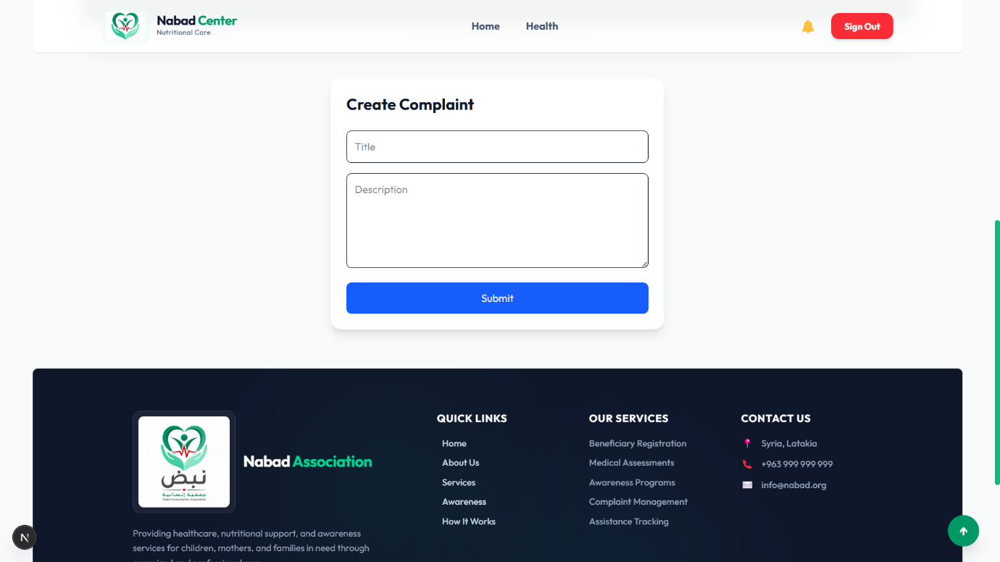 Nabad Center
Nutritional Care
Home
Health
Sign Out
Create Complaint
Title
Description
Submit
نبض
جمعية إنسانية
Nabd Humanitarian Association
Nabad Association
Providing healthcare, nutritional support, and awareness
services for children, mothers, and families in need through
QUICK LINKS
Home
About Us
Services
Awareness
How It Works
OUR SERVICES
Beneficiary Registration
Medical Assessments
Awareness Programs
Complaint Management
Assistance Tracking
CONTACT US
Syria, Latakia
+963 999 999 999
info@nabad.org
N